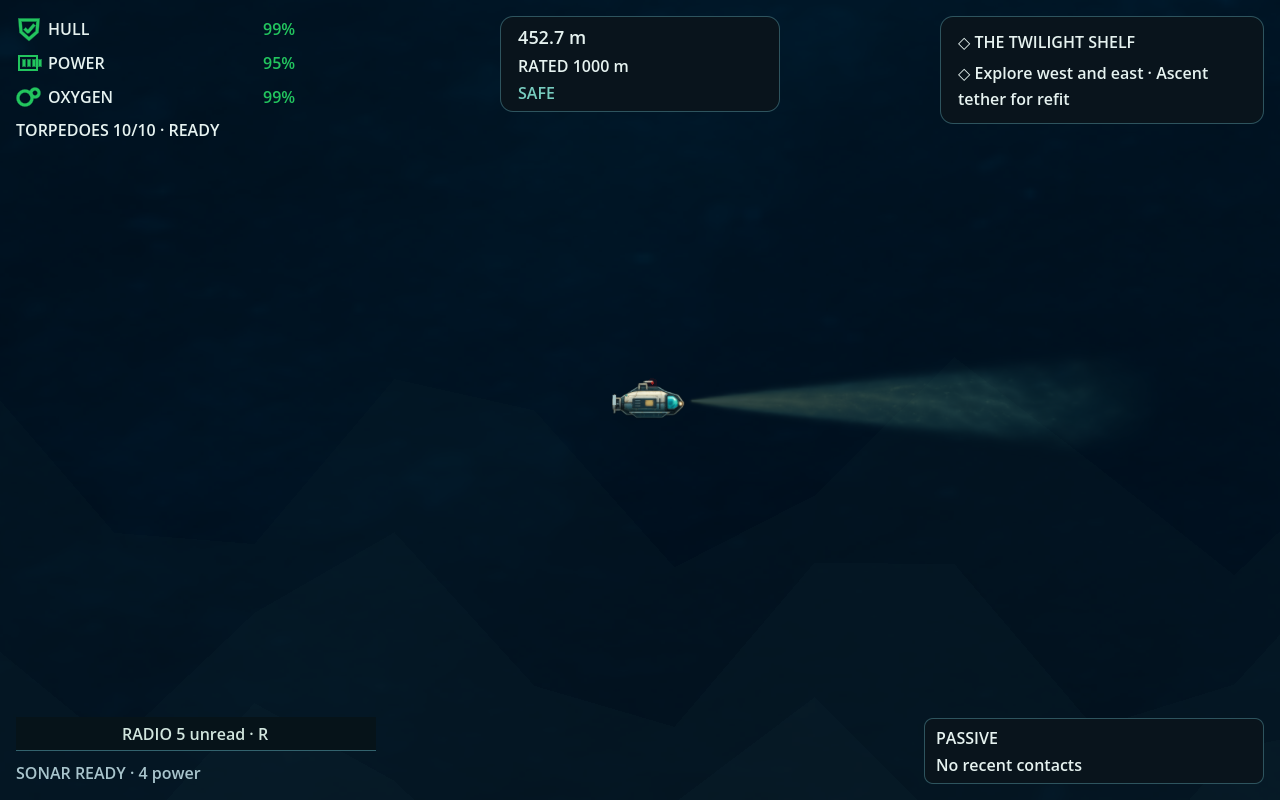 HULL 99%
POWER 95%
OXYGEN 99%
TORPEDOES 10/10 · READY
452.7 m
RATED 1000 m
SAFE
◇ THE TWILIGHT SHELF
◇ Explore west and east · Ascent
tether for refit
RADIO 5 unread · R
SONAR READY · 4 power
PASSIVE
No recent contacts